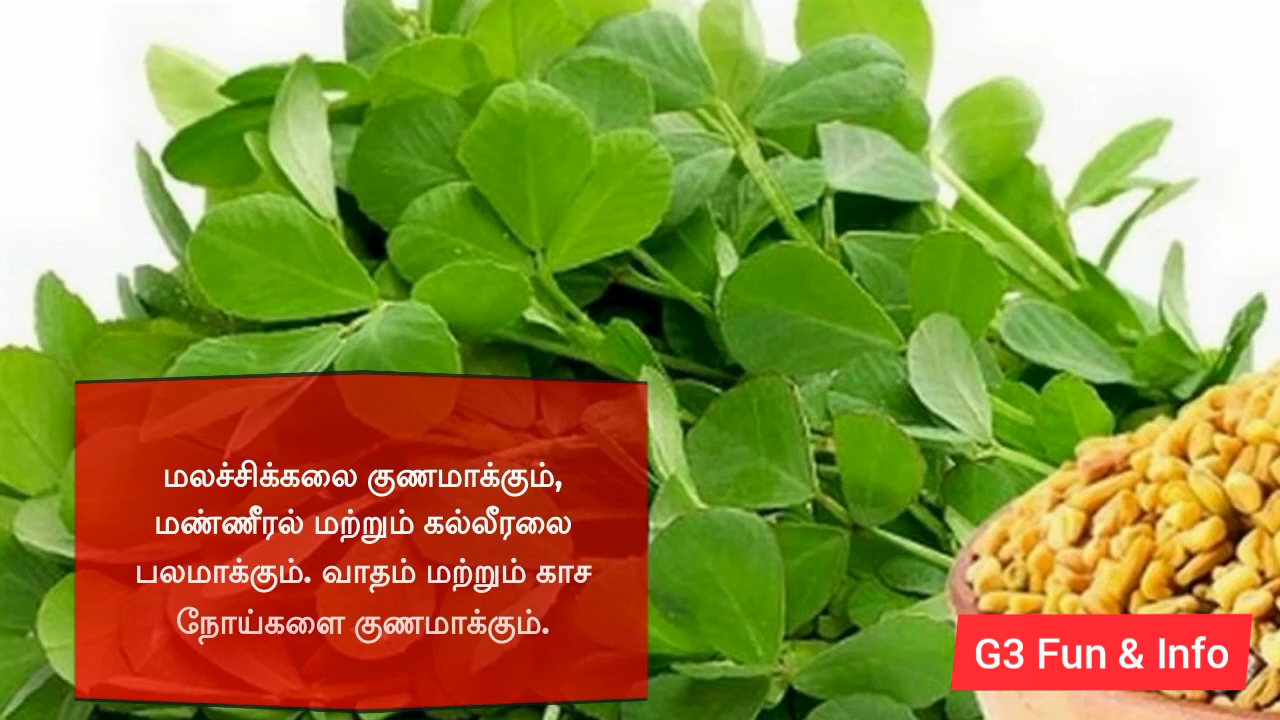 மலச்சிக்கலை குணமாக்கும்,
மண்ணீரல் மற்றும் கல்லீரலை
பலமாக்கும். வாதம் மற்றும் காச
நோய்களை குணமாக்கும்.
G3 Fun & Info